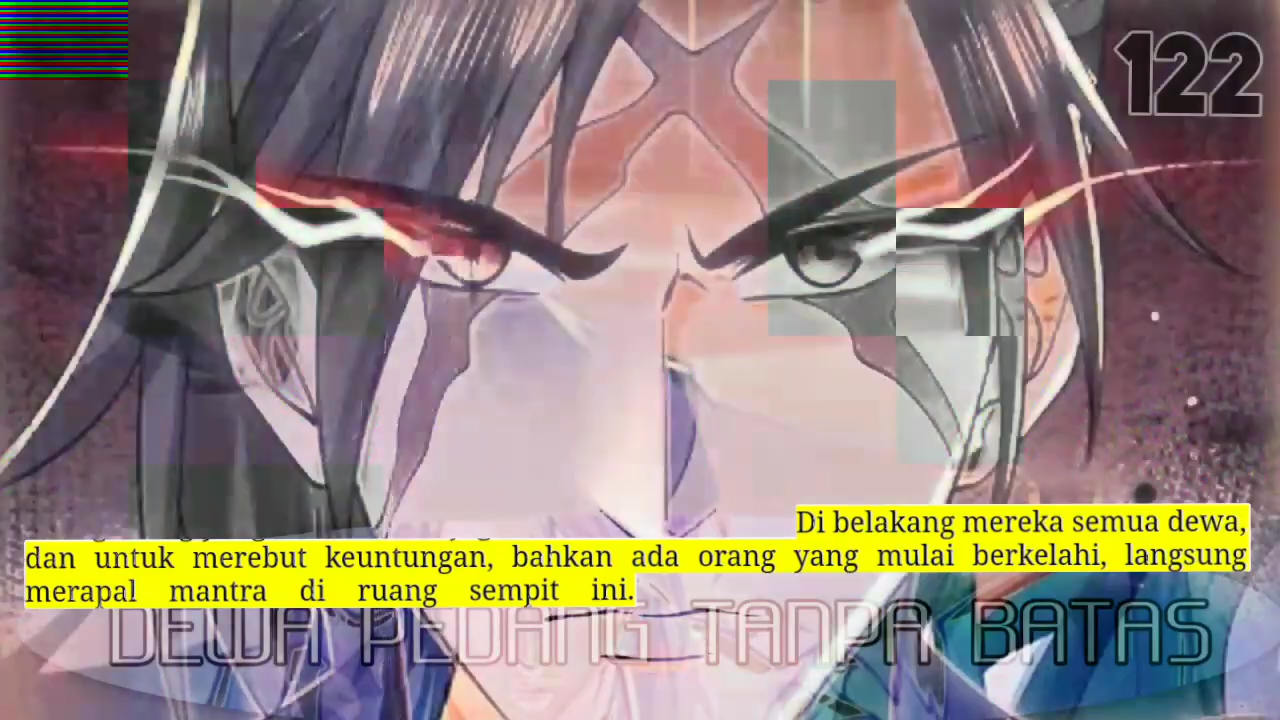 122
Di belakang mereka semua dewa,
dan untuk merebut keuntungan, bahkan ada orang yang mulai berkelahi, langsung
merapal mantra di ruang sempit ini.
DEWA PEDANG TANPA BATAS